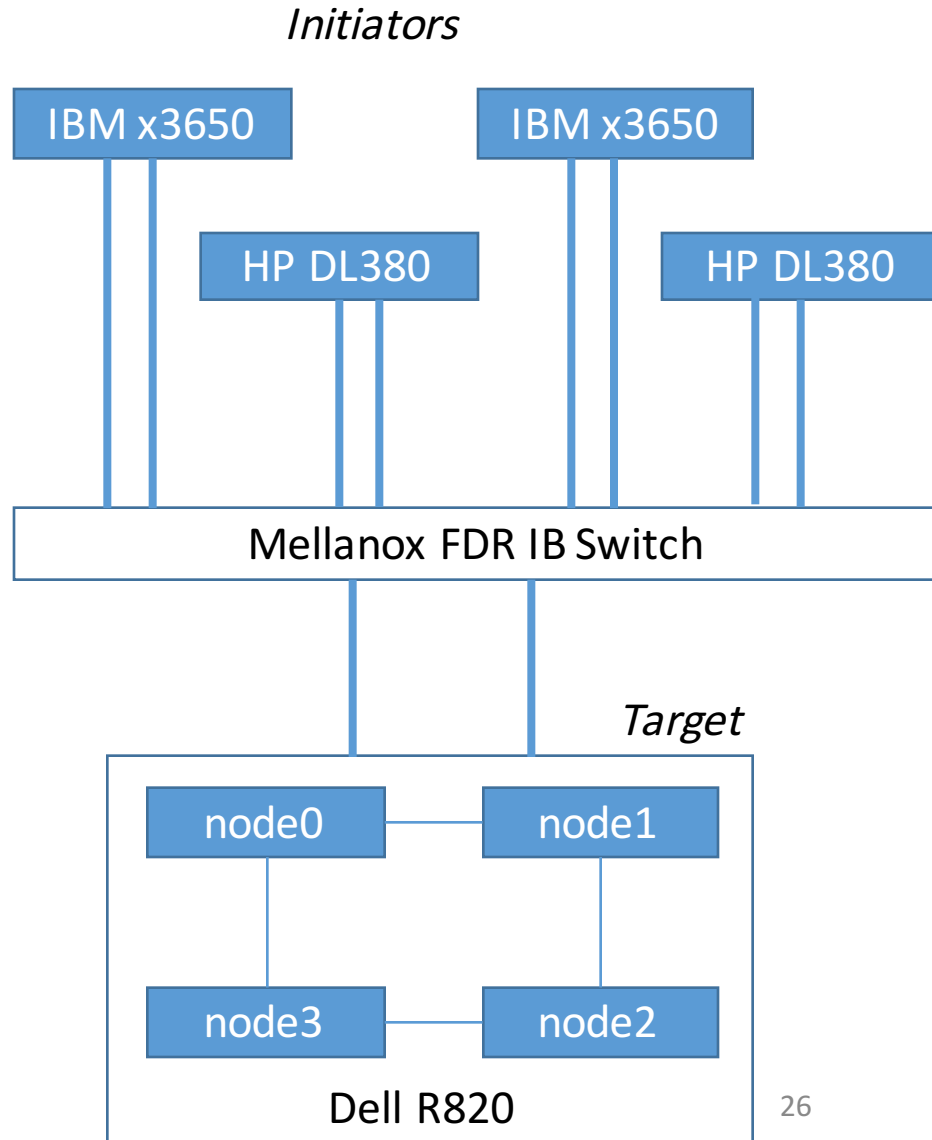 Initiators
IBM x3650
IBM x3650
HP DL380
HP DL380
Mellanox FDR IB Switch
Target
node0
node1
node3
node2
Dell R820
26